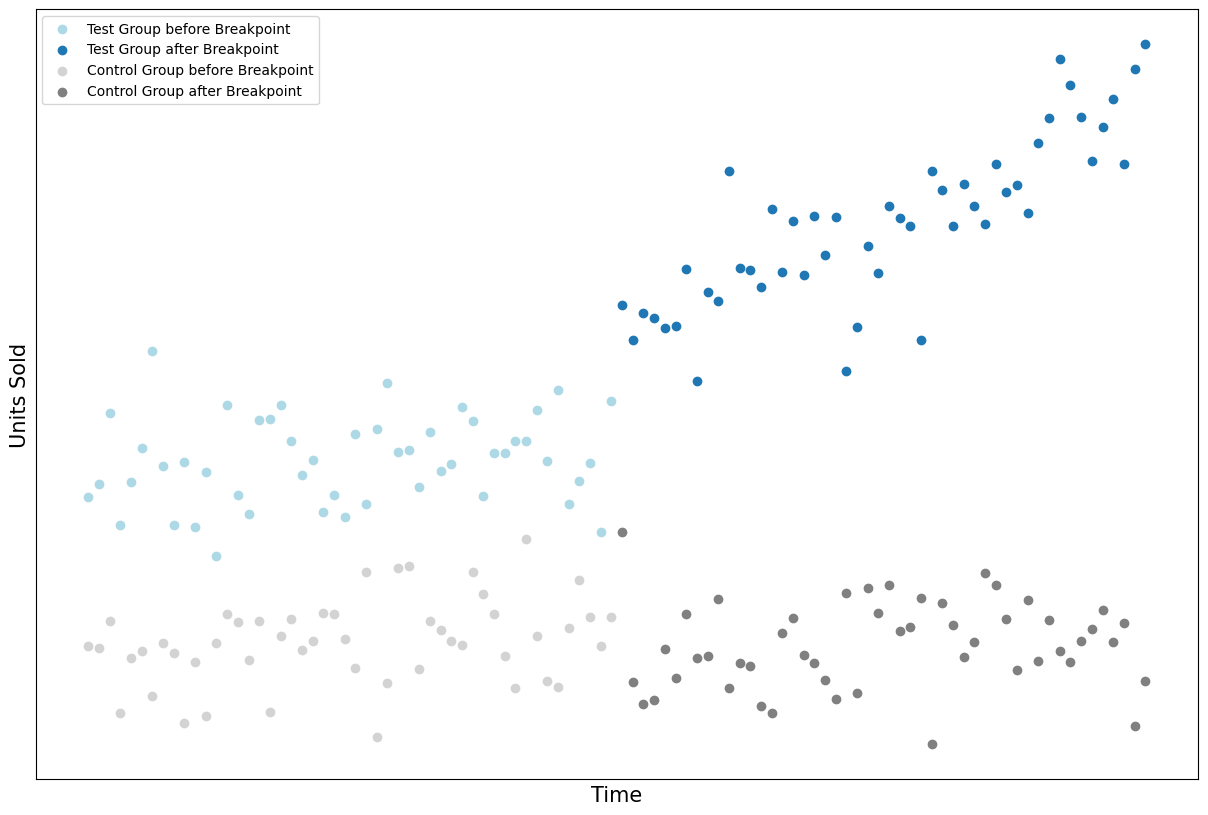 Test Group before Breakpoint
Test Group after Breakpoint
Control Group before Breakpoint
Control Group after Breakpoint
Units Sold
Time